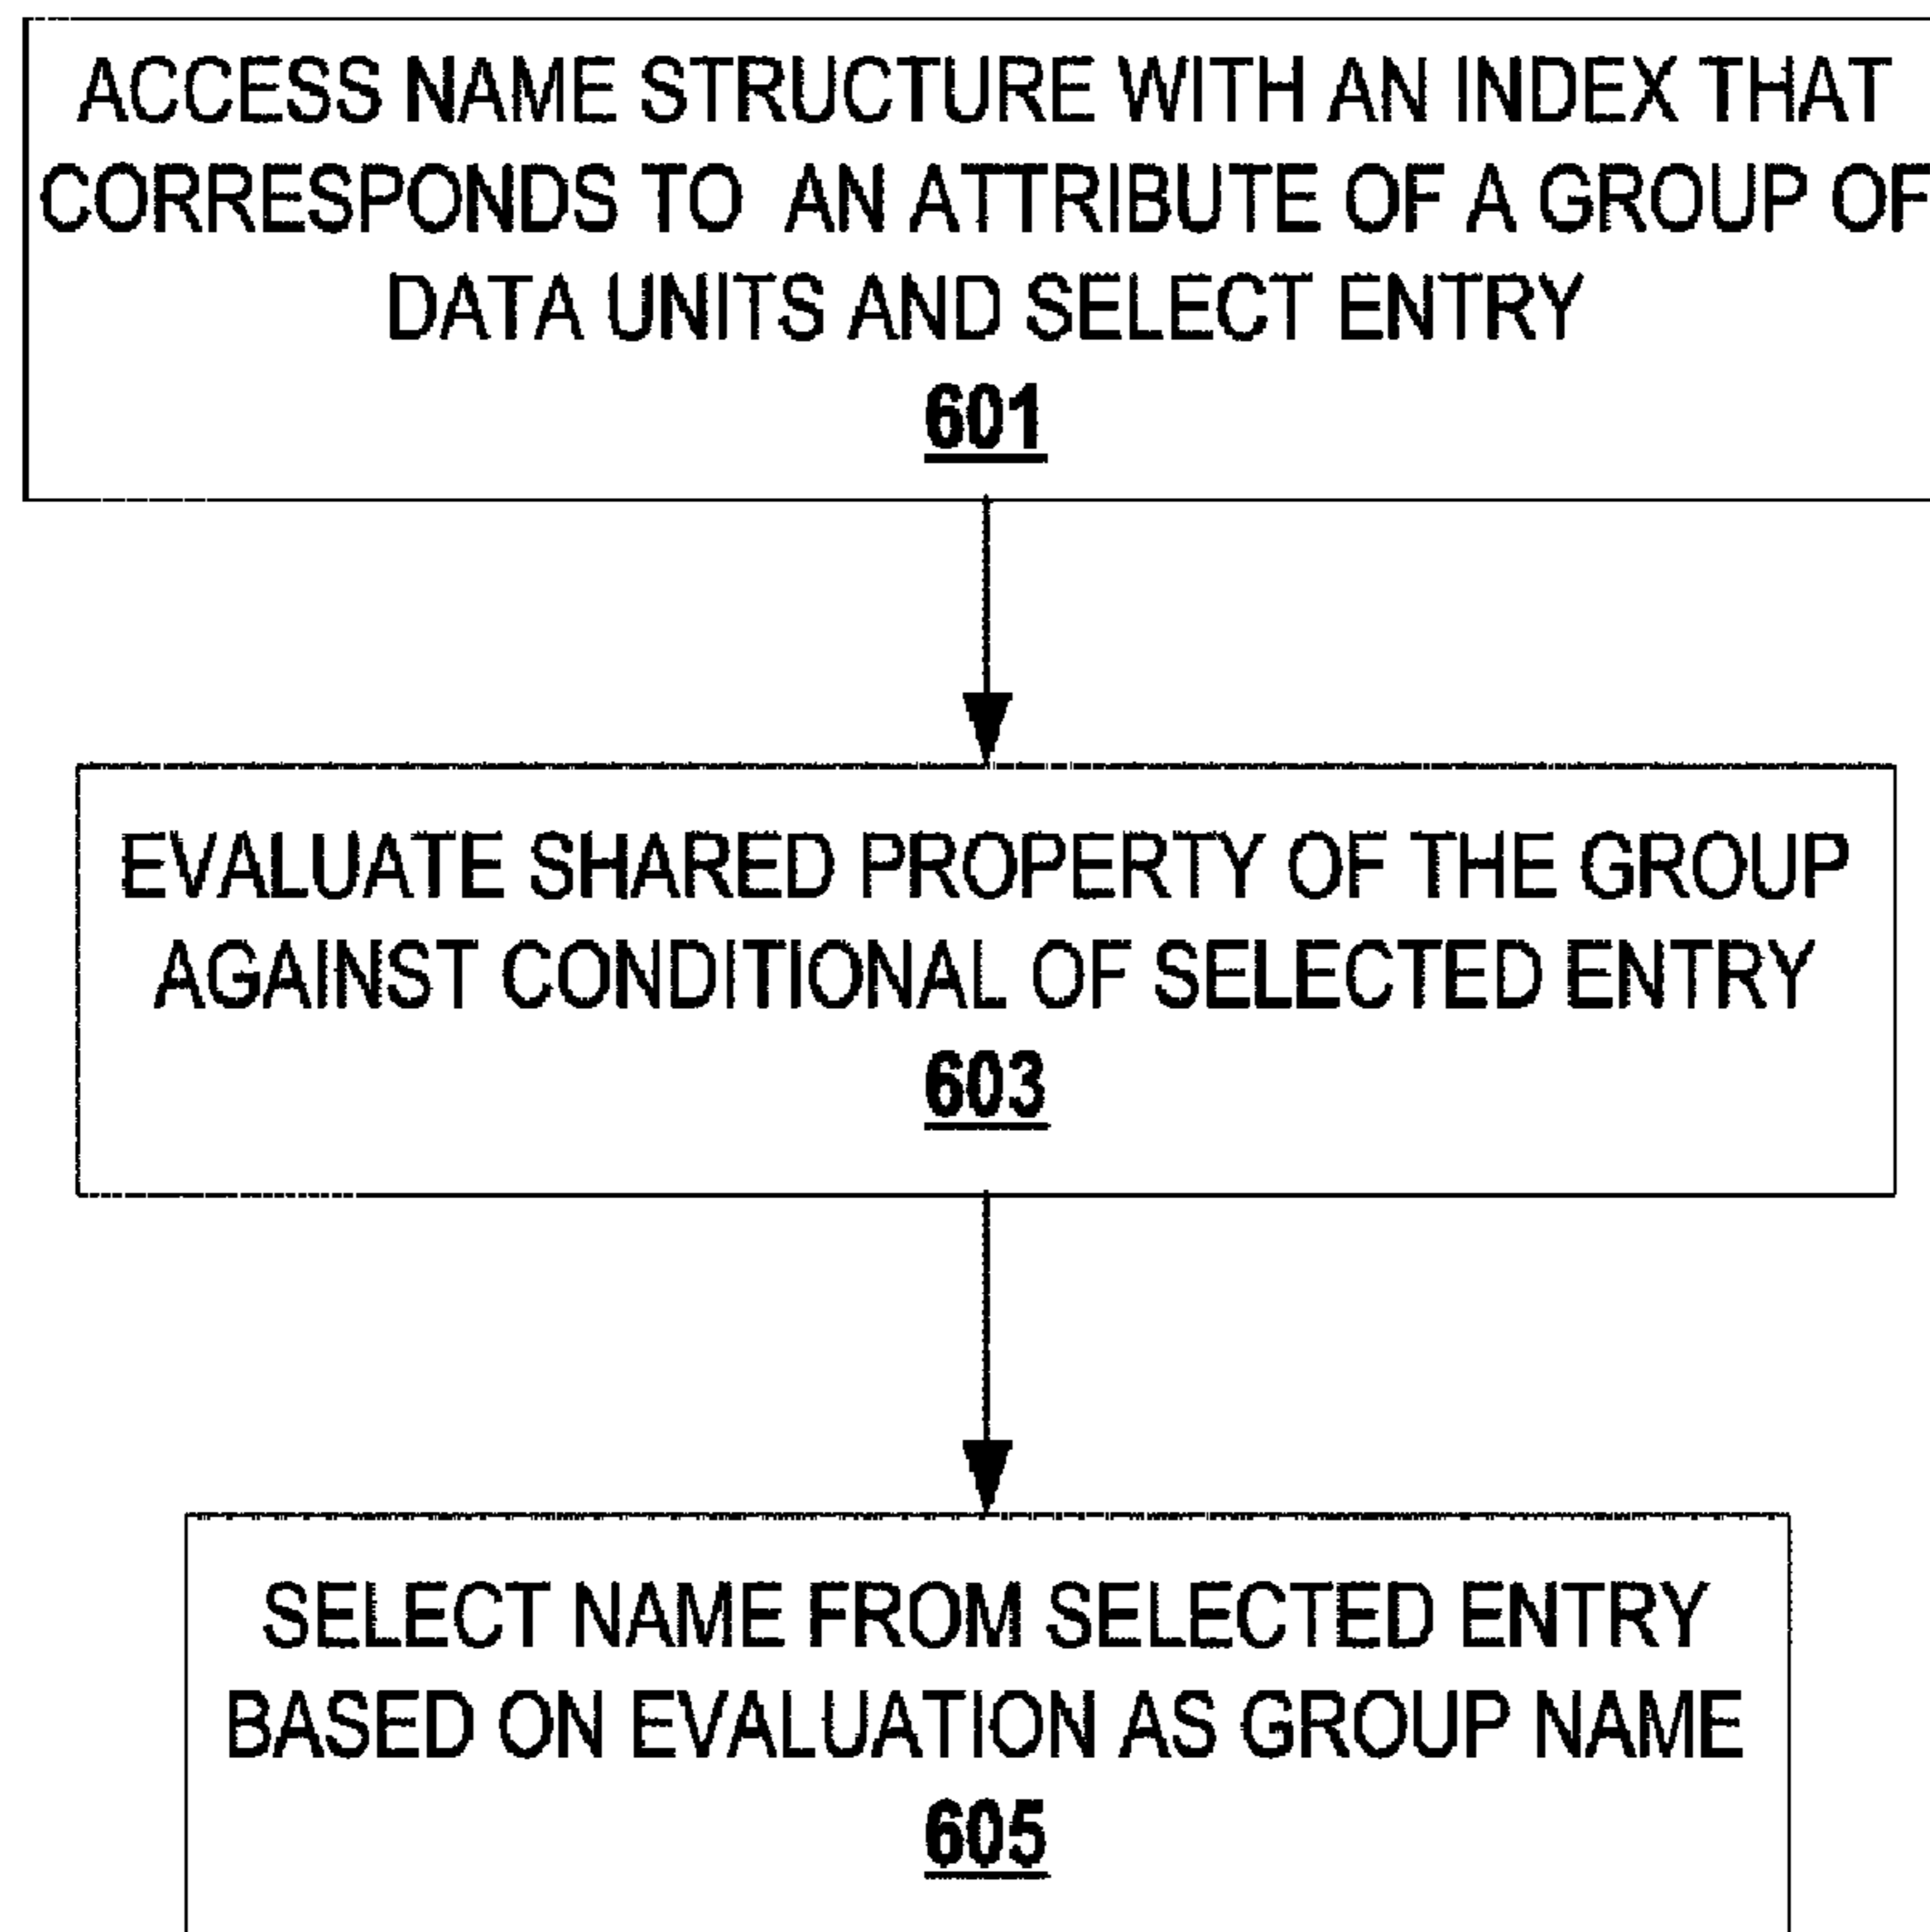 ACCESS NAME STRUCTURE WITH AN INDEX THAT
CORRESPONDS TO AN ATTRIBUTE OF A GROUP OF
DATA UNITS AND SELECT ENTRY
601
EVALUATE SHARED PROPERTY OF THE GROUP
AGAINST CONDITIONAL OF SELECTED ENTRY
603
SELECT NAME FROM SELECTED ENTRY
BASED ON EVALUATION AS GROUP NAME
605